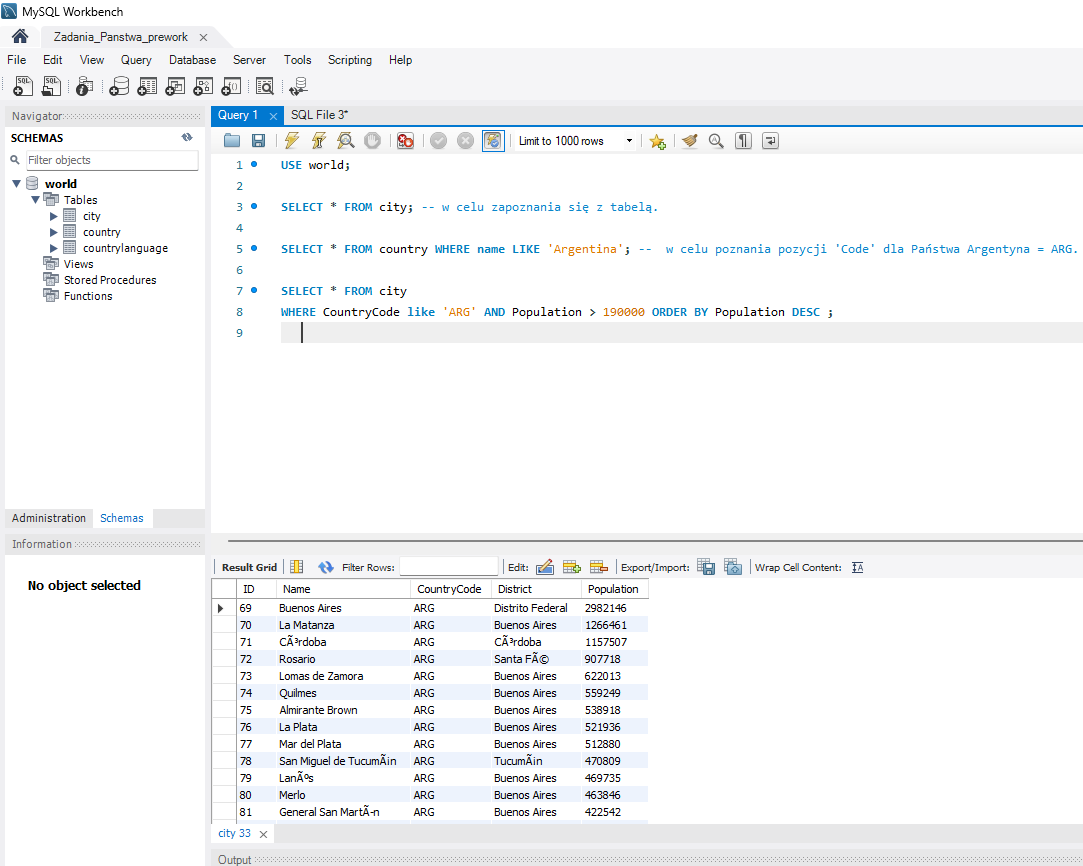 MySQL Workbench
Zadania_Panstwa_prework
File Edit View Query Database Server Tools Scripting Help
Navigator
SCHEMAS
Filter objects
world
Tables
city
country
countrylanguage
Views
Stored Procedures
Functions
Administration Schemas
Information
No object selected
Query 1 SQL File 3*
Limit to 1000 rows
1 USE world;
2
3 SELECT * FROM city; -- w celu zapoznania się z tabelą.
4
5 SELECT * FROM country WHERE name LIKE 'Argentina'; --  w celu poznania pozycji 'Code' dla Państwa Argentyna = ARG.
6
7 SELECT * FROM city
8 WHERE CountryCode like 'ARG' AND Population > 190000 ORDER BY Population DESC ;
9
Result Grid Filter Rows: Edit: Export/Import: Wrap Cell Content:
ID Name CountryCode District Population
69 Buenos Aires ARG Distrito Federal 2982146
70 La Matanza ARG Buenos Aires 1266461
71 CÃ³rdoba ARG CÃ³rdoba 1157507
72 Rosario ARG Santa FÃ© 907718
73 Lomas de Zamora ARG Buenos Aires 622013
74 Quilmes ARG Buenos Aires 559249
75 Almirante Brown ARG Buenos Aires 538918
76 La Plata ARG Buenos Aires 521936
77 Mar del Plata ARG Buenos Aires 512880
78 San Miguel de TucumÃin ARG TucumÃin 470809
79 LanÃºs ARG Buenos Aires 469735
80 Merlo ARG Buenos Aires 463846
81 General San MartÃ-n ARG Buenos Aires 422542
city 33
Output